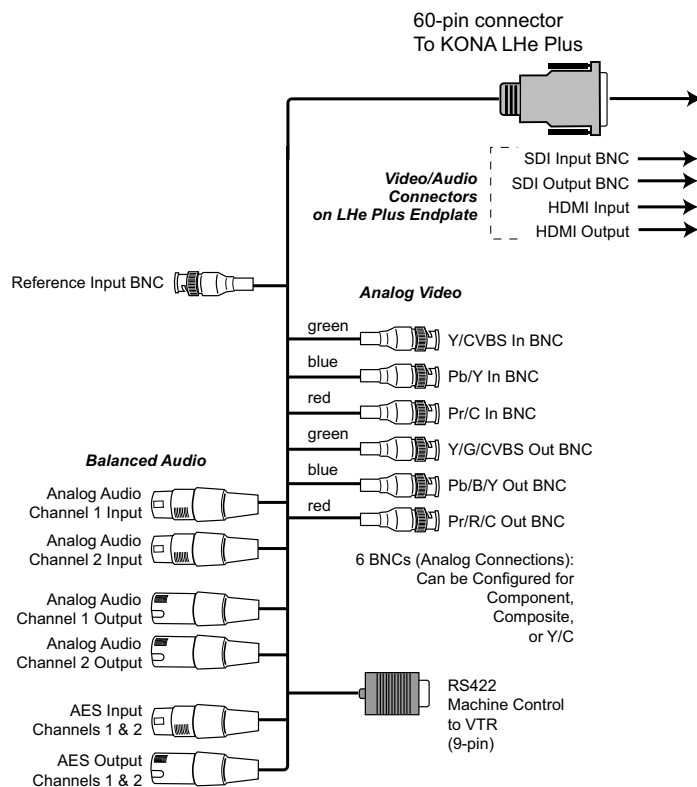 60-pin connector
To KONA LHe Plus
SDI Input BNC
SDI Output BNC
HDMI Input
HDMI Output
Video/Audio
Connectors
on LHe Plus Endplate
Reference Input BNC
Analog Video
green
Y/CVBS In BNC
blue
Pb/Y In BNC
red
Pr/C In BNC
green
Y/G/CVBS Out BNC
blue
Pb/B/Y Out BNC
red
Pr/R/C Out BNC
6 BNCs (Analog Connections):
Can be Configured for
Component,
Composite,
or Y/C
Balanced Audio
Analog Audio
Channel 1 Input
Analog Audio
Channel 2 Input
Analog Audio
Channel 1 Output
Analog Audio
Channel 2 Output
AES Input
Channels 1 & 2
AES Output
Channels 1 & 2
RS422
Machine Control
to VTR
(9-pin)